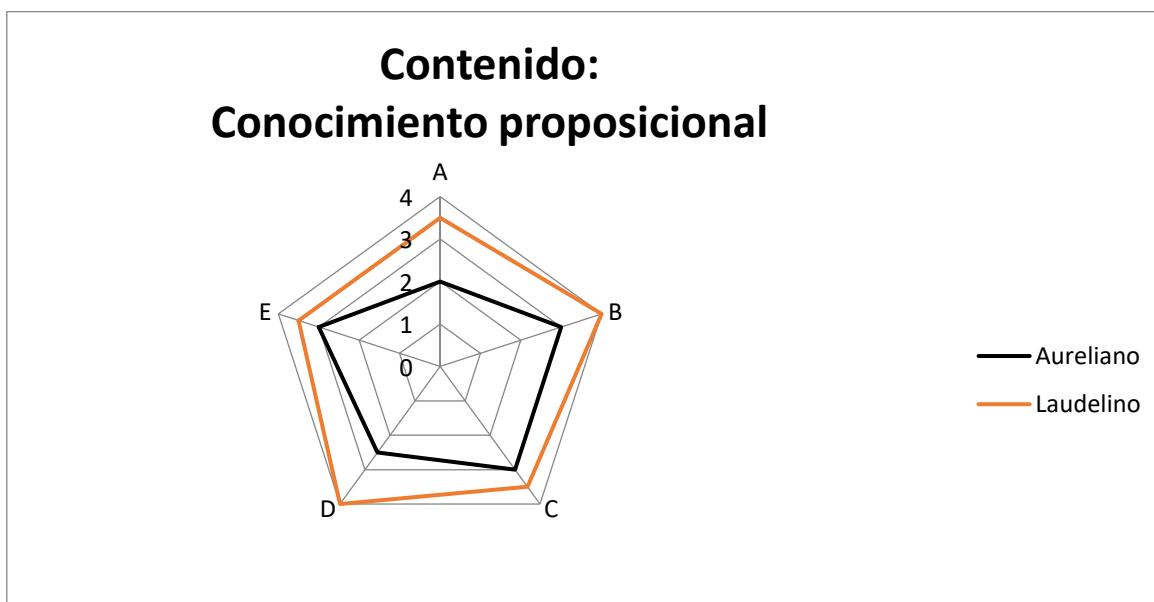 Contenido:
Conocimiento proposicional
A
4
3
2
1
0
B
C
D
E
Aureliano
Laudelino